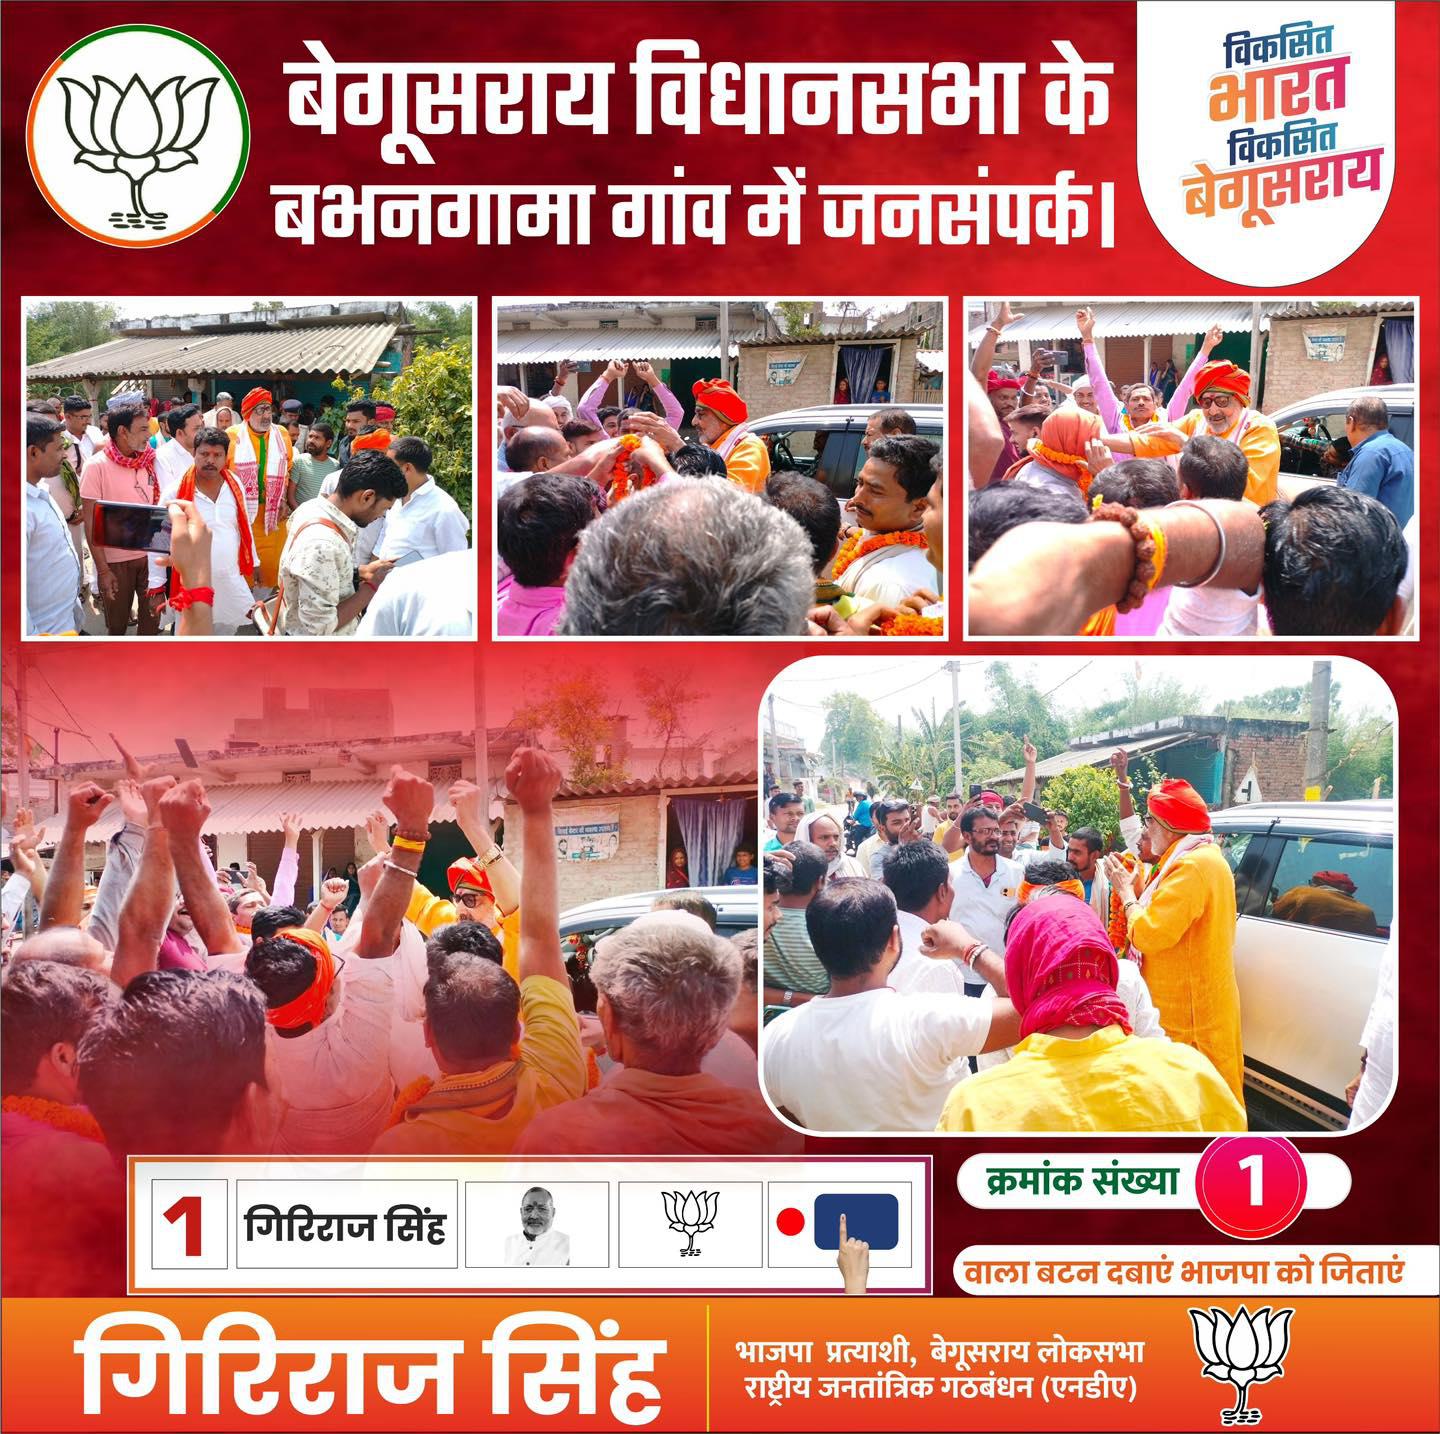 बेगूसराय विधानसभा के
बभनगामा गांव में जनसंपर्क।
विकसित
भारत
विकसित
बेगूसराय
1
गिरिराज सिंह
क्रमांक संख्या 1
वाला बटन दबाएं भाजपा को जिताएं
गिरिराज सिंह
भाजपा प्रत्याशी, बेगूसराय लोकसभा
राष्ट्रीय जनतांत्रिक गठबंधन (एनडीए)